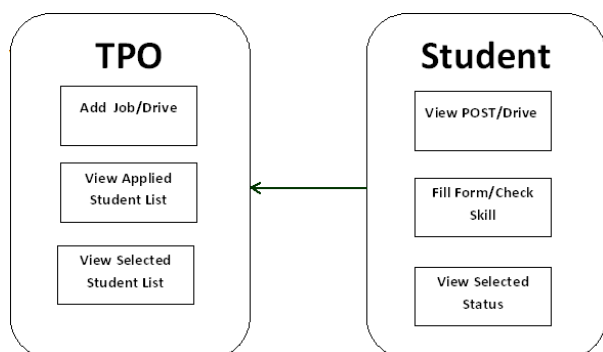 TPO
Add Job/Drive
View Applied
Student List
View Selected
Student List
Student
View POST/Drive
Fill Form/Check
Skill
View Selected
Status